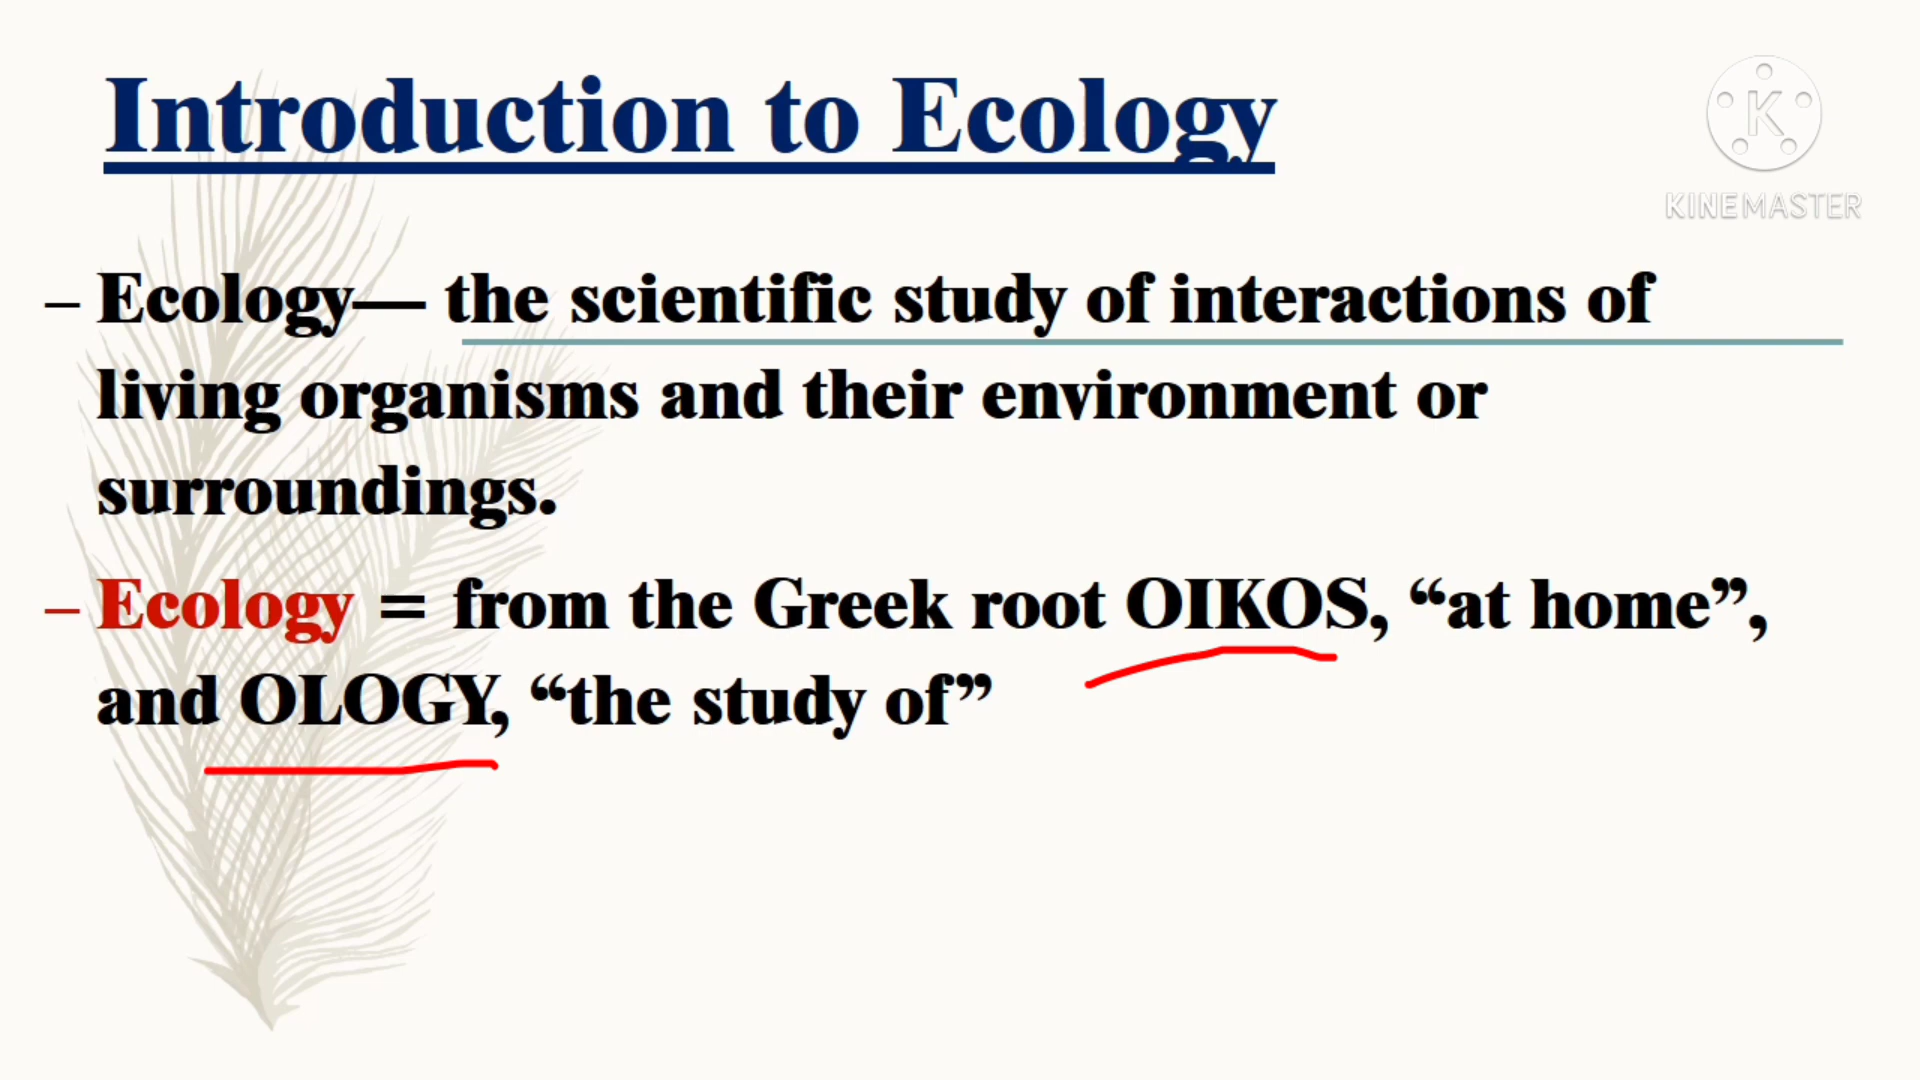 Introduction to Ecology
K
KINEMASTER
– Ecology— the scientific study of interactions of
living organisms and their environment or
surroundings.
– Ecology = from the Greek root OIKOS, “at home”,
and OLOGY, “the study of”